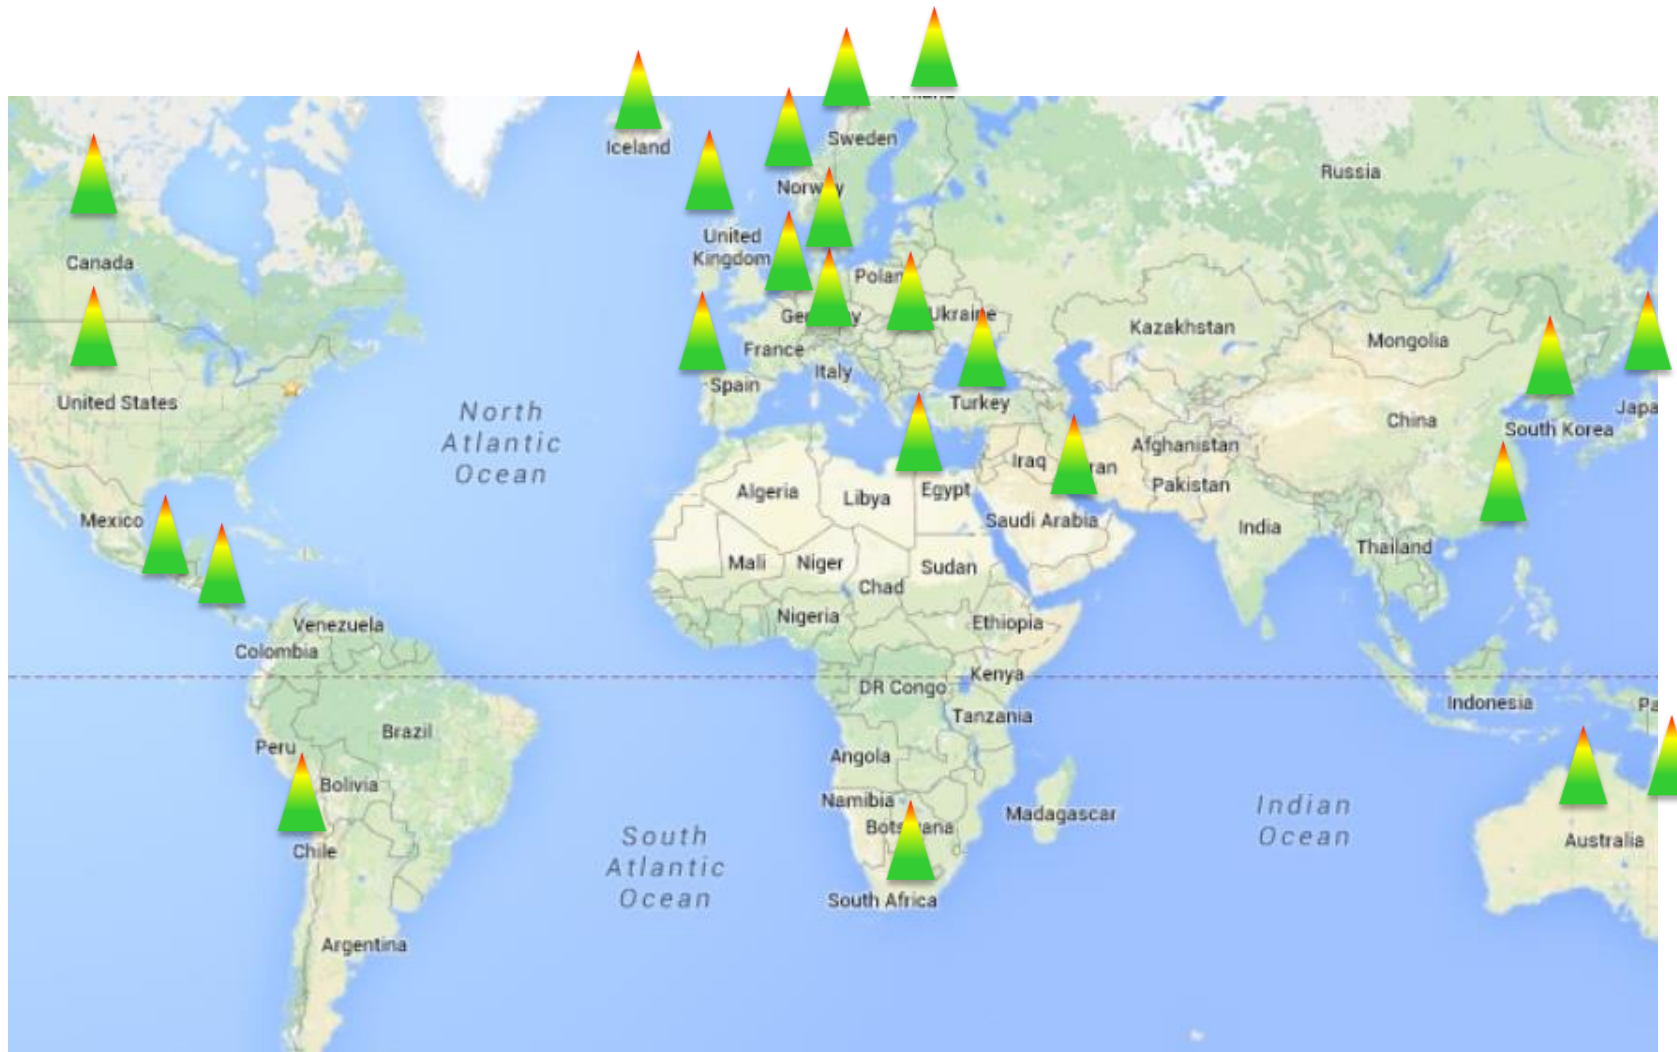 Iceland
Sweden
Russia
United
Kingdom
Canada
Kazakhstan
Mongolia
France
Italy
Spain
United States
Turkey
North
Atlantic
Ocean
China
South Korea
Afghanistan
Iraq
Pakistan
Algeria
Libya
Egypt
Saudi Arabia
India
Mexico
Thailand
Mali
Niger
Sudan
Chad
Nigeria
Ethiopia
Venezuela
Colombia
Kenya
DR Congo
Indonesia
Pa
Tanzania
Brazil
Peru
Angola
Bolivia
Namibia
Madagascar
Indian
Ocean
South
Atlantic
Ocean
Australia
Chile
South Africa
Argentina
Japa
Ukraine